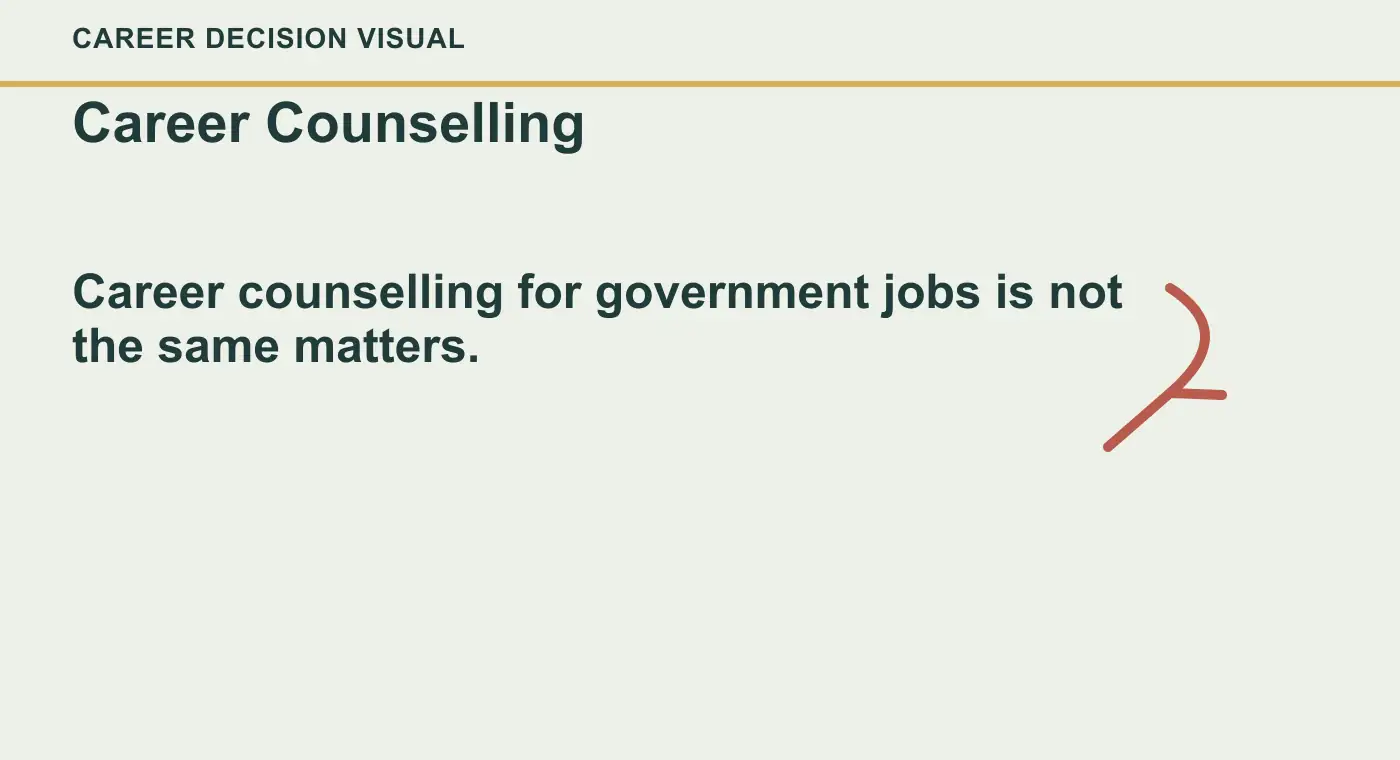 CAREER DECISION VISUAL
Career Counselling
Career counselling for government jobs is not
the same matters.